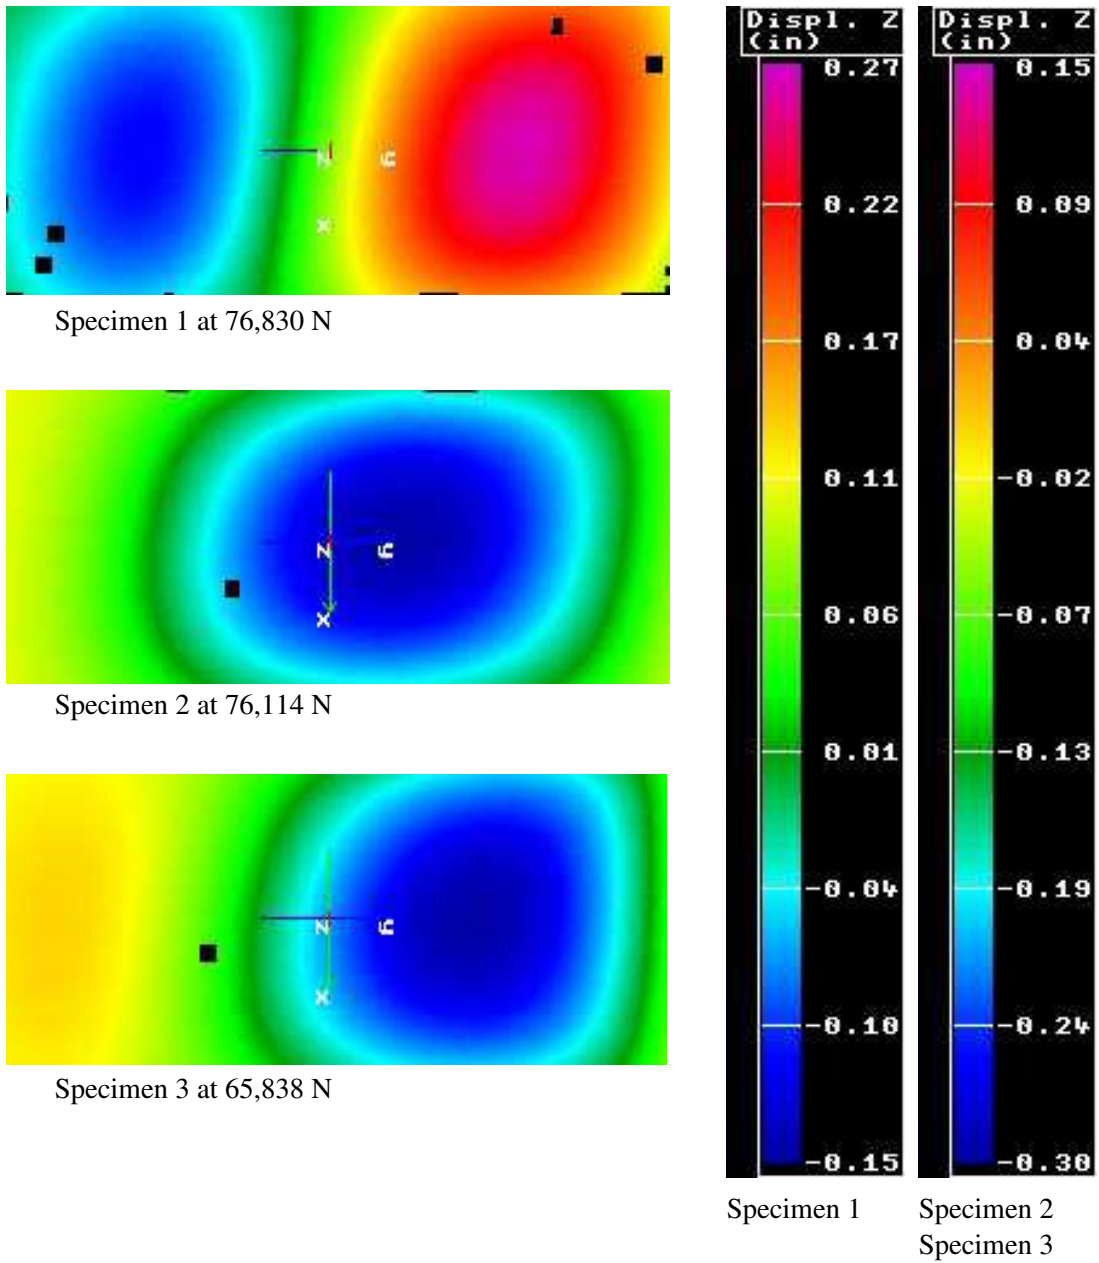 Z
y
x
Specimen 1 at 76,830 N
Z
y
x
Specimen 2 at 76,114 N
Z
y
x
Specimen 3 at 65,838 N
Displ. Z
(in)
0.27
0.22
0.17
0.11
0.06
0.01
-0.04
-0.10
-0.15
Specimen 1
Displ. Z
(in)
0.15
0.09
0.04
-0.02
-0.07
-0.13
-0.19
-0.24
-0.30
Specimen 2
Specimen 3